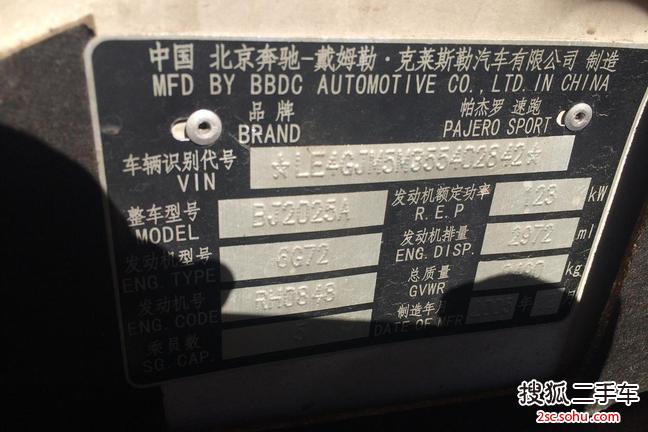 中国 北京奔驰-戴姆勒·克莱斯勒汽车有限公司 制造
MFD BY BBDC AUTOMOTIVE CO.,LTD. IN CHINA
品牌 帕杰罗 速跑
BRAND PAJERO SPORT
车辆识别代号
VIN
整车型号 BJ2025A 发动机额定功率 123 kW
MODEL R.E.P
发动机型号 6G72 发动机排量 2972 ml
ENG. TYPE ENG. DISP.
发动机号 RH0848 总质量 kg
ENG. CODE GVWR
乘员数 5 制造年月 年
SG. CAP. DATE OF MFR
搜狐二手车
2sc.sohu.com